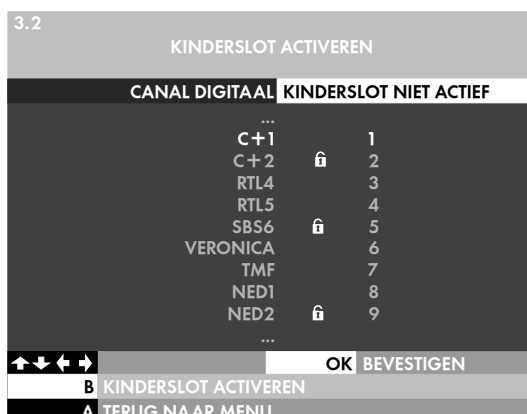 3.2
KINDERSLOT ACTIVEREN
CANAL DIGITAAL KINDERSLOT NIET ACTIEF
...
C+1 1
C+2 2
RTL4 3
RTL5 4
SBS6 5
VERONICA 6
TMF 7
NED1 8
NED2 9
...
OK BEVESTIGEN
B KINDERSLOT ACTIVEREN
A TERUG NAAR MENU